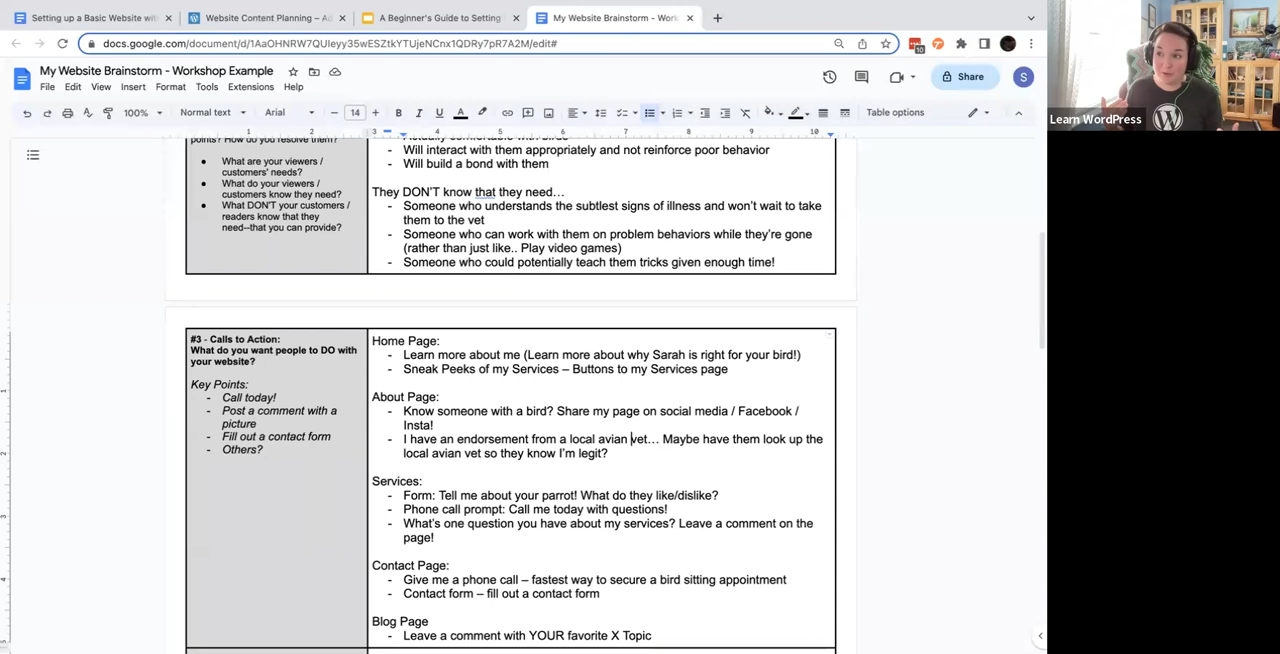 Setting up a Basic Website with
Website Content Planning – Ad
A Beginner's Guide to Setting
My Website Brainstorm - Work
docs.google.com/document/d/1AaOHNRW7QUIeyy35wESZtkYTUjeNCnx1QDRy7pR7A2M/edit#
10
My Website Brainstorm - Workshop Example
File Edit View Insert Format Tools Extensions Help
Share
S
100% Normal text Arial 14 Table options
1 2 3 4 5 6 7 8 9 10
points? How do you resolve them?
What are your viewers /
customers' needs?
What do your viewers /
customers know they need?
What DON'T your customers /
readers know that they
need--that you can provide?
- Will interact with them appropriately and not reinforce poor behavior
- Will build a bond with them
They DON'T know that they need…
- Someone who understands the subtlest signs of illness and won't wait to take
them to the vet
- Someone who can work with them on problem behaviors while they're gone
(rather than just like.. Play video games)
- Someone who could potentially teach them tricks given enough time!
#3 - Calls to Action:
What do you want people to DO with
your website?
Key Points:
- Call today!
- Post a comment with a
picture
- Fill out a contact form
- Others?
Home Page:
- Learn more about me (Learn more about why Sarah is right for your bird!)
- Sneak Peeks of my Services – Buttons to my Services page
About Page:
- Know someone with a bird? Share my page on social media / Facebook /
Insta!
- I have an endorsement from a local avian vet… Maybe have them look up the
local avian vet so they know I'm legit?
Services:
- Form: Tell me about your parrot! What do they like/dislike?
- Phone call prompt: Call me today with questions!
- What's one question you have about my services? Leave a comment on the
page!
Contact Page:
- Give me a phone call – fastest way to secure a bird sitting appointment
- Contact form – fill out a contact form
Blog Page
- Leave a comment with YOUR favorite X Topic
Learn WordPress